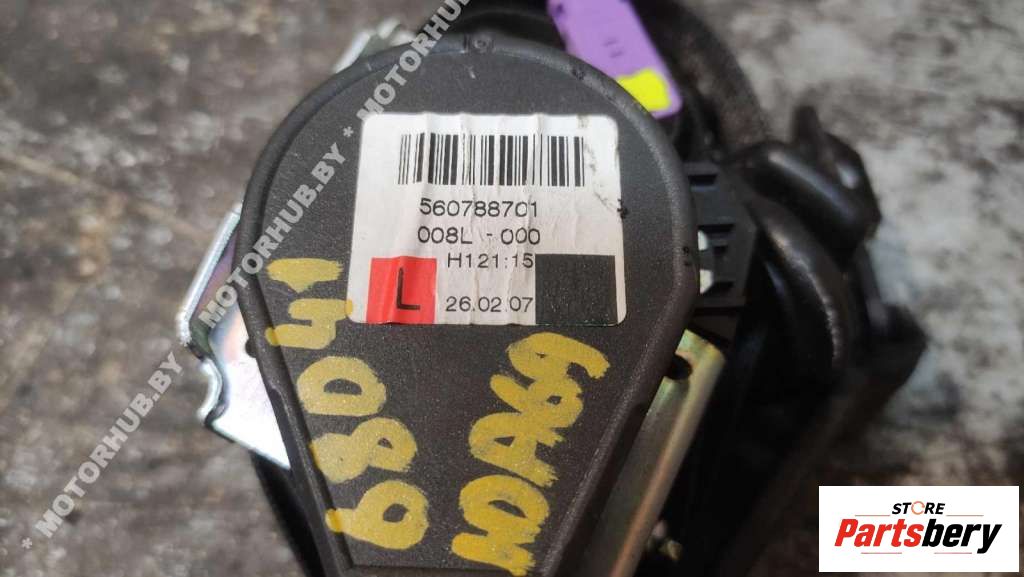 560788701
008L - 000
H121:15
L
26.02.07
* MOTORHUB.BY * MOTORHUB.BY * MOTORHUB.BY
STORE
Partsbery